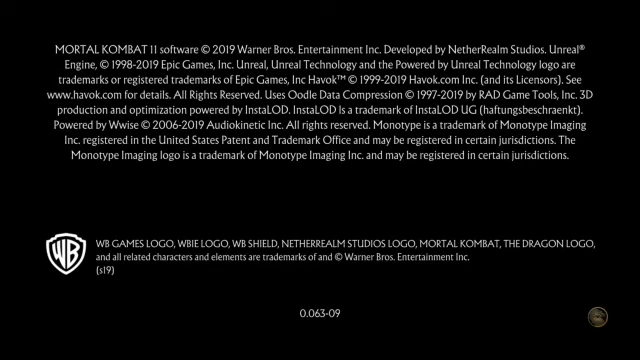 MORTAL KOMBAT 11 software © 2019 Warner Bros. Entertainment Inc. Developed by NetherRealm Studios. Unreal®
Engine, © 1998-2019 Epic Games, Inc. Unreal, Unreal Technology and the Powered by Unreal Technology logo are
trademarks or registered trademarks of Epic Games, Inc Havok™ © 1999-2019 Havok.com Inc. (and its Licensors). See
www.havok.com for details. All Rights Reserved. Uses Oodle Data Compression © 1997-2019 by RAD Game Tools, Inc. 3D
production and optimization powered by InstaLOD. InstaLOD Is a trademark of InstaLOD UG (haftungsbeschraenkt).
Powered by Wwise © 2006-2019 Audiokinetic Inc. All rights reserved. Monotype is a trademark of Monotype Imaging
Inc. registered in the United States Patent and Trademark Office and may be registered in certain jurisdictions. The
Monotype Imaging logo is a trademark of Monotype Imaging Inc. and may be registered in certain jurisdictions.
WB
WB GAMES LOGO, WBIE LOGO, WB SHIELD, NETHERREALM STUDIOS LOGO, MORTAL KOMBAT, THE DRAGON LOGO,
and all related characters and elements are trademarks of and © Warner Bros. Entertainment Inc.
(s19)
0.063-09